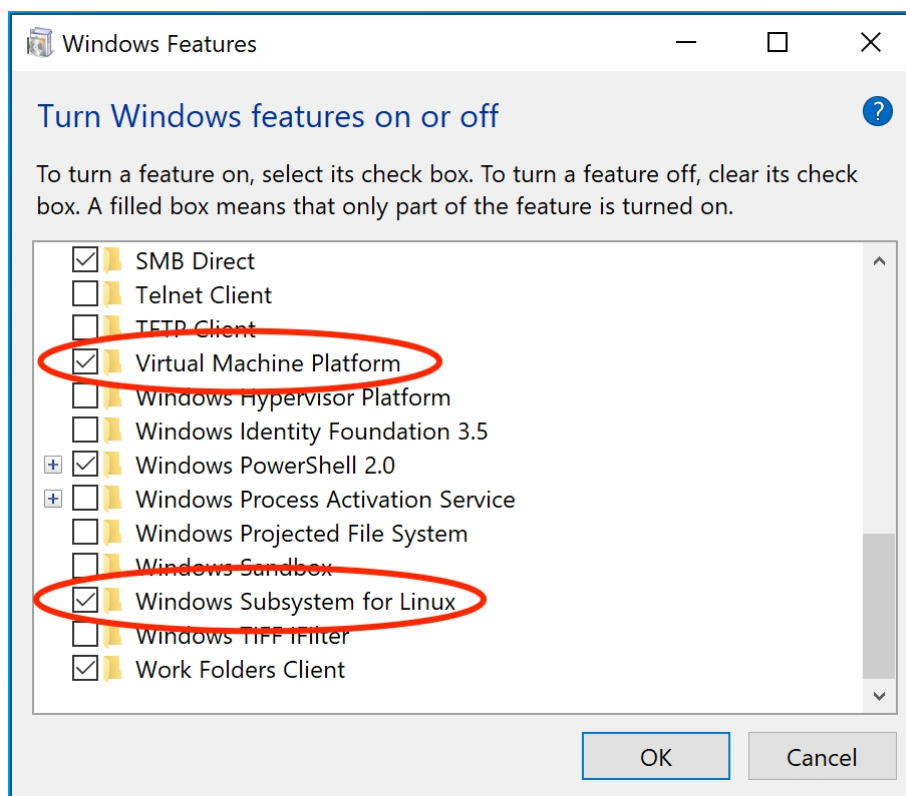 Windows Features
Turn Windows features on or off
?
To turn a feature on, select its check box. To turn a feature off, clear its check
box. A filled box means that only part of the feature is turned on.
SMB Direct
Telnet Client
TFTP Client
Virtual Machine Platform
Windows Hypervisor Platform
Windows Identity Foundation 3.5
Windows PowerShell 2.0
Windows Process Activation Service
Windows Projected File System
Windows Sandbox
Windows Subsystem for Linux
Windows TIFF IFilter
Work Folders Client
OK
Cancel